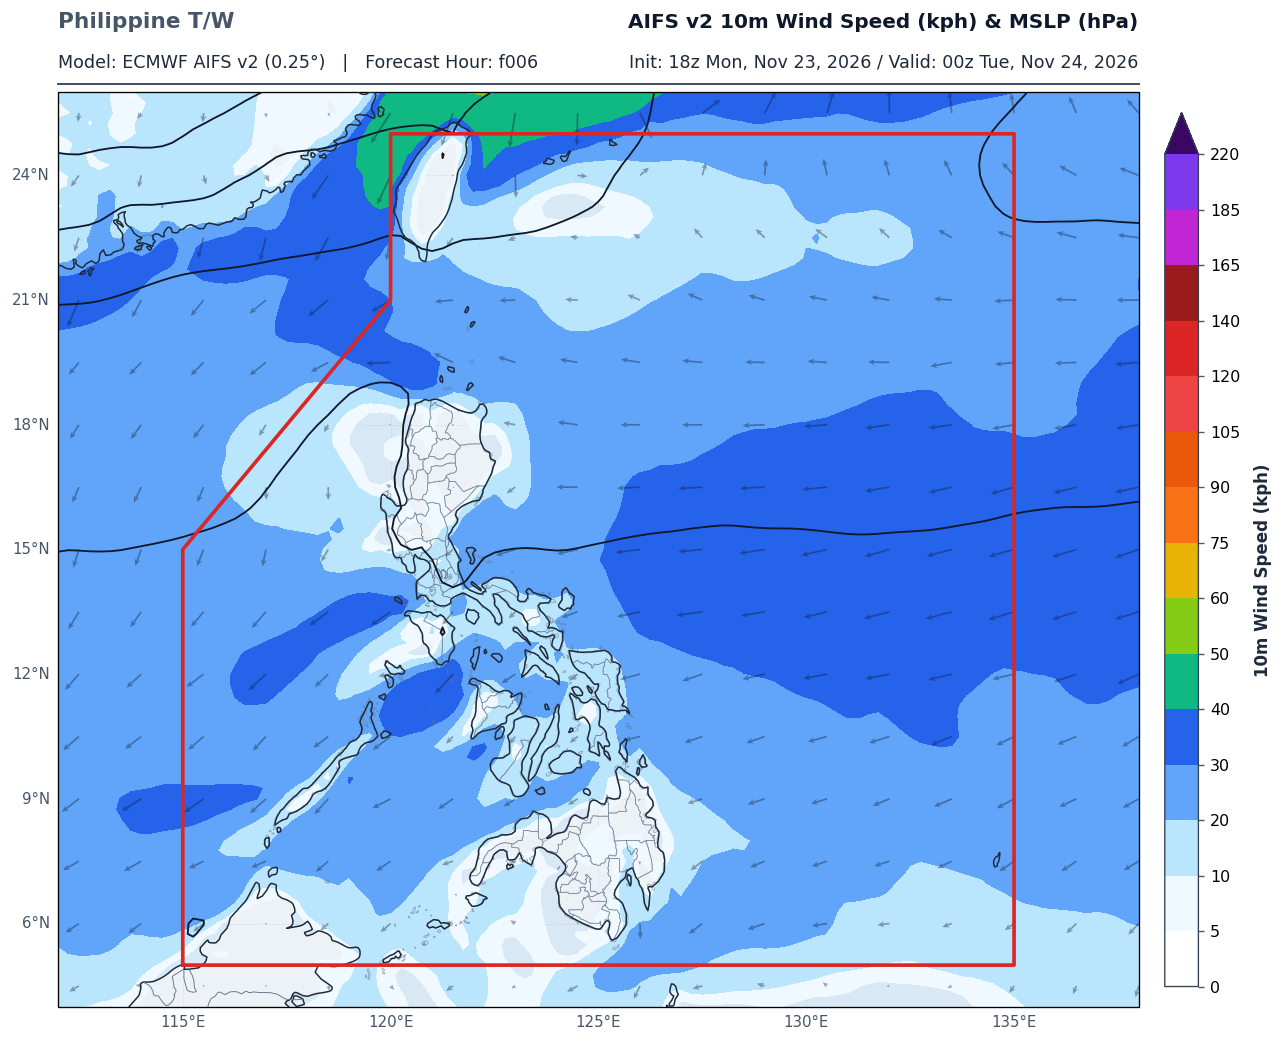 Philippine T/W
AIFS v2 10m Wind Speed (kph) & MSLP (hPa)
Model: ECMWF AIFS v2 (0.25°) | Forecast Hour: f006
Init: 18z Mon, Nov 23, 2026 / Valid: 00z Tue, Nov 24, 2026
24°N
21°N
18°N
15°N
12°N
9°N
6°N
115°E
120°E
125°E
130°E
135°E
220
185
165
140
120
105
90
75
60
50
40
30
20
10
5
0
10m Wind Speed (kph)